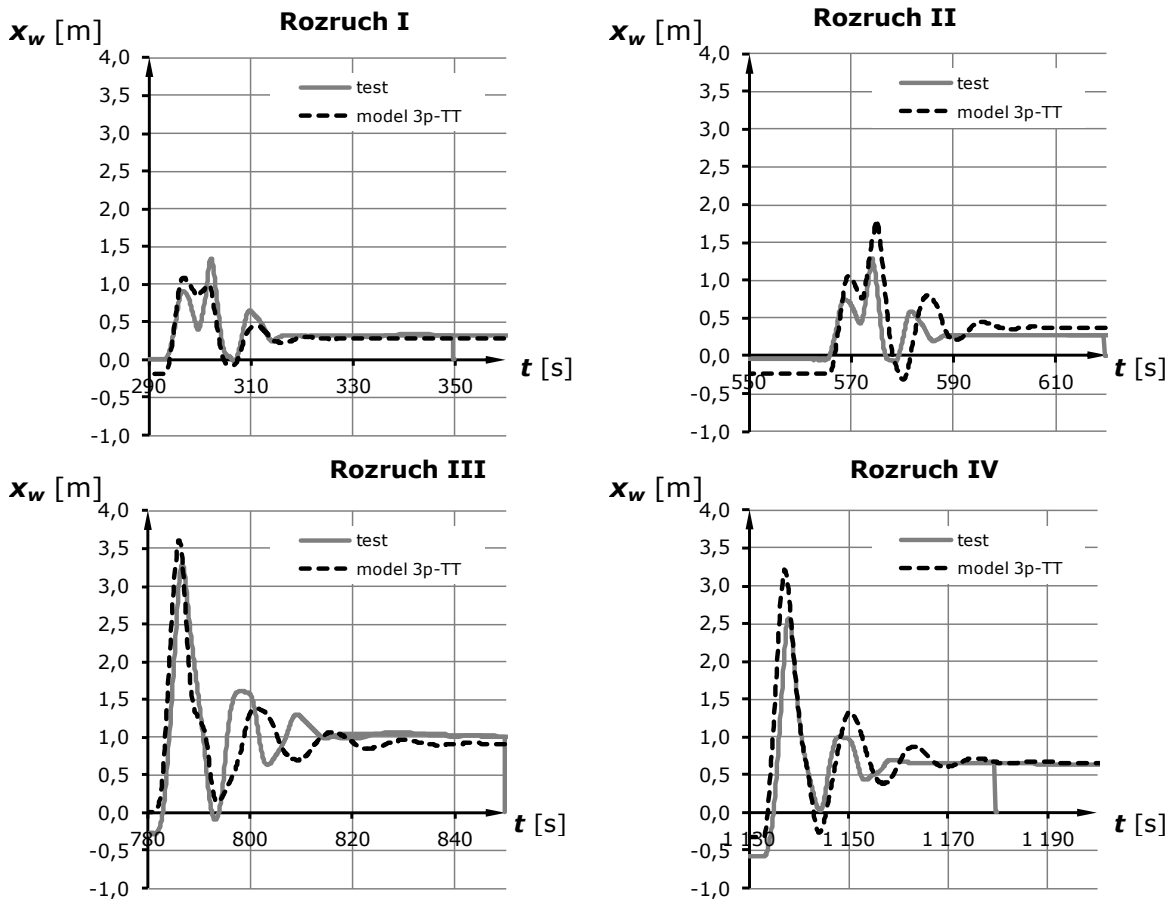 Rozruch I
x_w [m]
4,0
3,5
3,0
2,5
2,0
1,5
1,0
0,5
0,0
-0,5
-1,0
test
model 3p-TT
290 310 330 350
t [s]
Rozruch II
x_w [m]
4,0
3,5
3,0
2,5
2,0
1,5
1,0
0,5
0,0
-0,5
-1,0
test
model 3p-TT
550 570 590 610
t [s]
Rozruch III
x_w [m]
4,0
3,5
3,0
2,5
2,0
1,5
1,0
0,5
0,0
-0,5
-1,0
test
model 3p-TT
780 800 820 840
t [s]
Rozruch IV
x_w [m]
4,0
3,5
3,0
2,5
2,0
1,5
1,0
0,5
0,0
-0,5
-1,0
test
model 3p-TT
1 130 1 150 1 170 1 190
t [s]